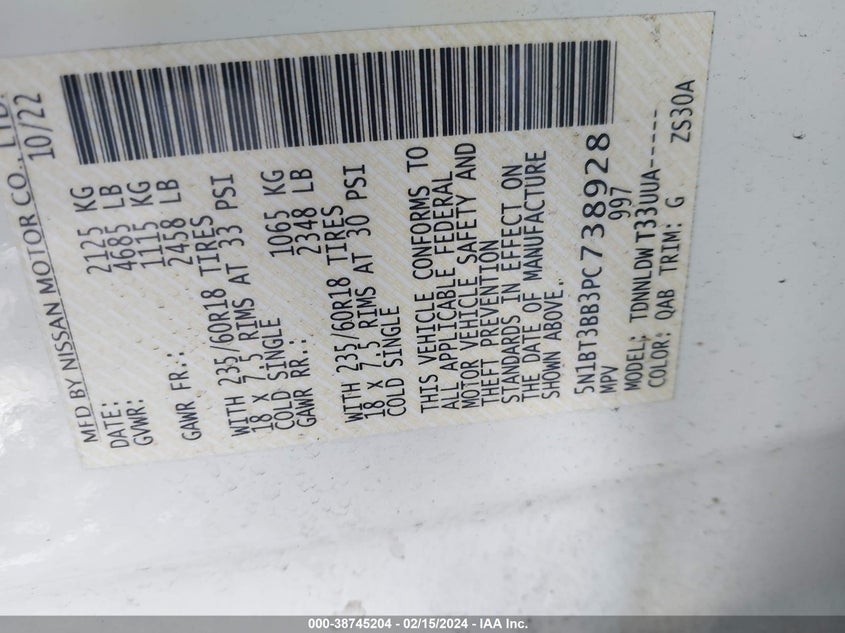 MFD BY NISSAN MOTOR CO., LTD.
DATE: 10/22
GVWR: 2125 KG
4685 LB
GAWR FR.: 1115 KG
2458 LB
WITH 235/60R18 TIRES
18 X 7.5 RIMS AT 33 PSI
COLD SINGLE
GAWR RR.: 1065 KG
2348 LB
WITH 235/60R18 TIRES
18 X 7.5 RIMS AT 30 PSI
COLD SINGLE
THIS VEHICLE CONFORMS TO
ALL APPLICABLE FEDERAL
MOTOR VEHICLE SAFETY AND
THEFT PREVENTION
STANDARDS IN EFFECT ON
THE DATE OF MANUFACTURE
SHOWN ABOVE.
5N1BT3BB3PC738928
MPV 997
MODEL: TDNNLDWT33UUA-----
COLOR: QAB TRIM: G ZS30A
000-38745204 - 02/15/2024 - IAA Inc.